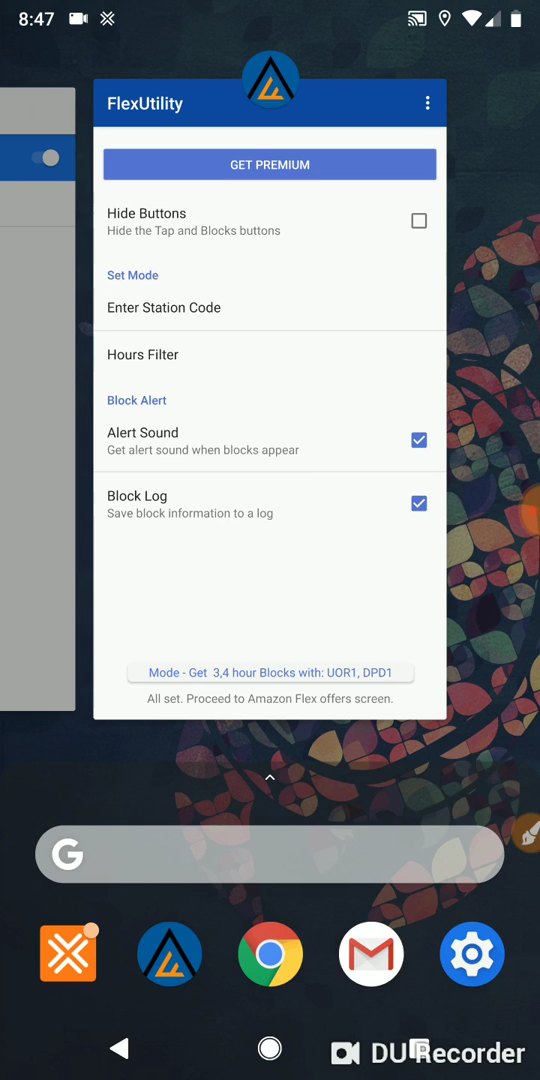 8:47
FlexUtility
GET PREMIUM
Hide Buttons
Hide the Tap and Blocks buttons
Set Mode
Enter Station Code
Hours Filter
Block Alert
Alert Sound
Get alert sound when blocks appear
Block Log
Save block information to a log
Mode - Get 3,4 hour Blocks with: UOR1, DPD1
All set. Proceed to Amazon Flex offers screen.
G
DU Recorder